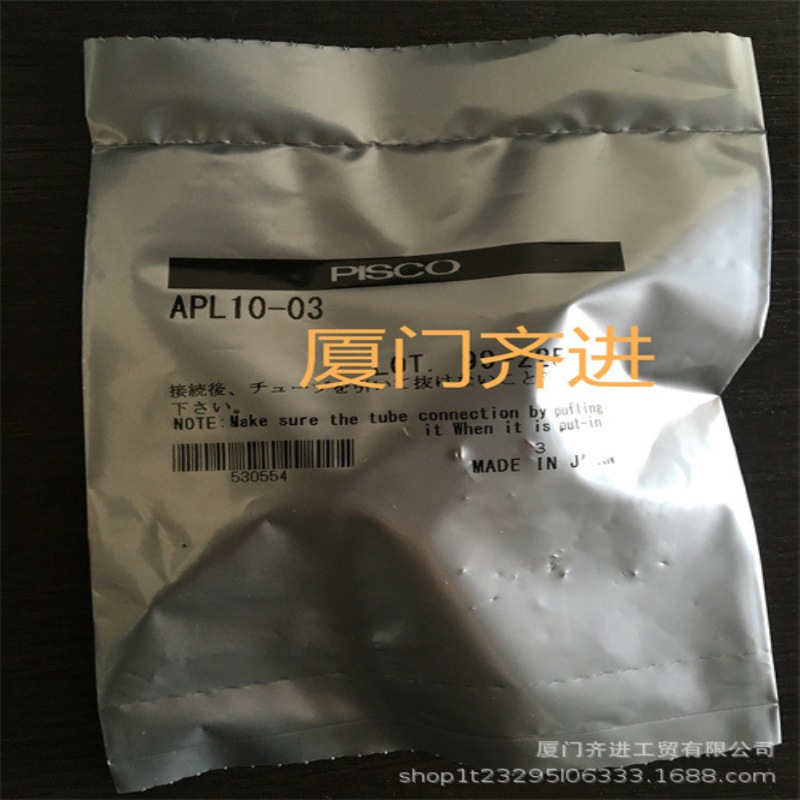 PISCO
APL10-03
厦门齐进
LOT.
接続後、チューブを引いて抜けないこと
下さい。
NOTE:Make sure the tube connection by pulling
it When it is put-in
530554
3
MADE IN JAPAN
厦门齐进工贸有限公司
shop1t23295l06333.1688.com